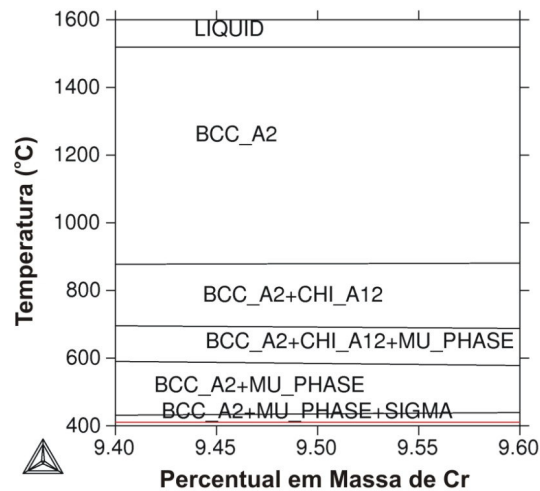 1600
LIQUID
1400
BCC_A2
1200
1000
800
BCC_A2+CHI_A12
BCC_A2+CHI_A12+MU_PHASE
600
BCC_A2+MU_PHASE
BCC_A2+MU_PHASE+SIGMA
400
9.40 9.45 9.50 9.55 9.60
Temperatura (°C)
Percentual em Massa de Cr